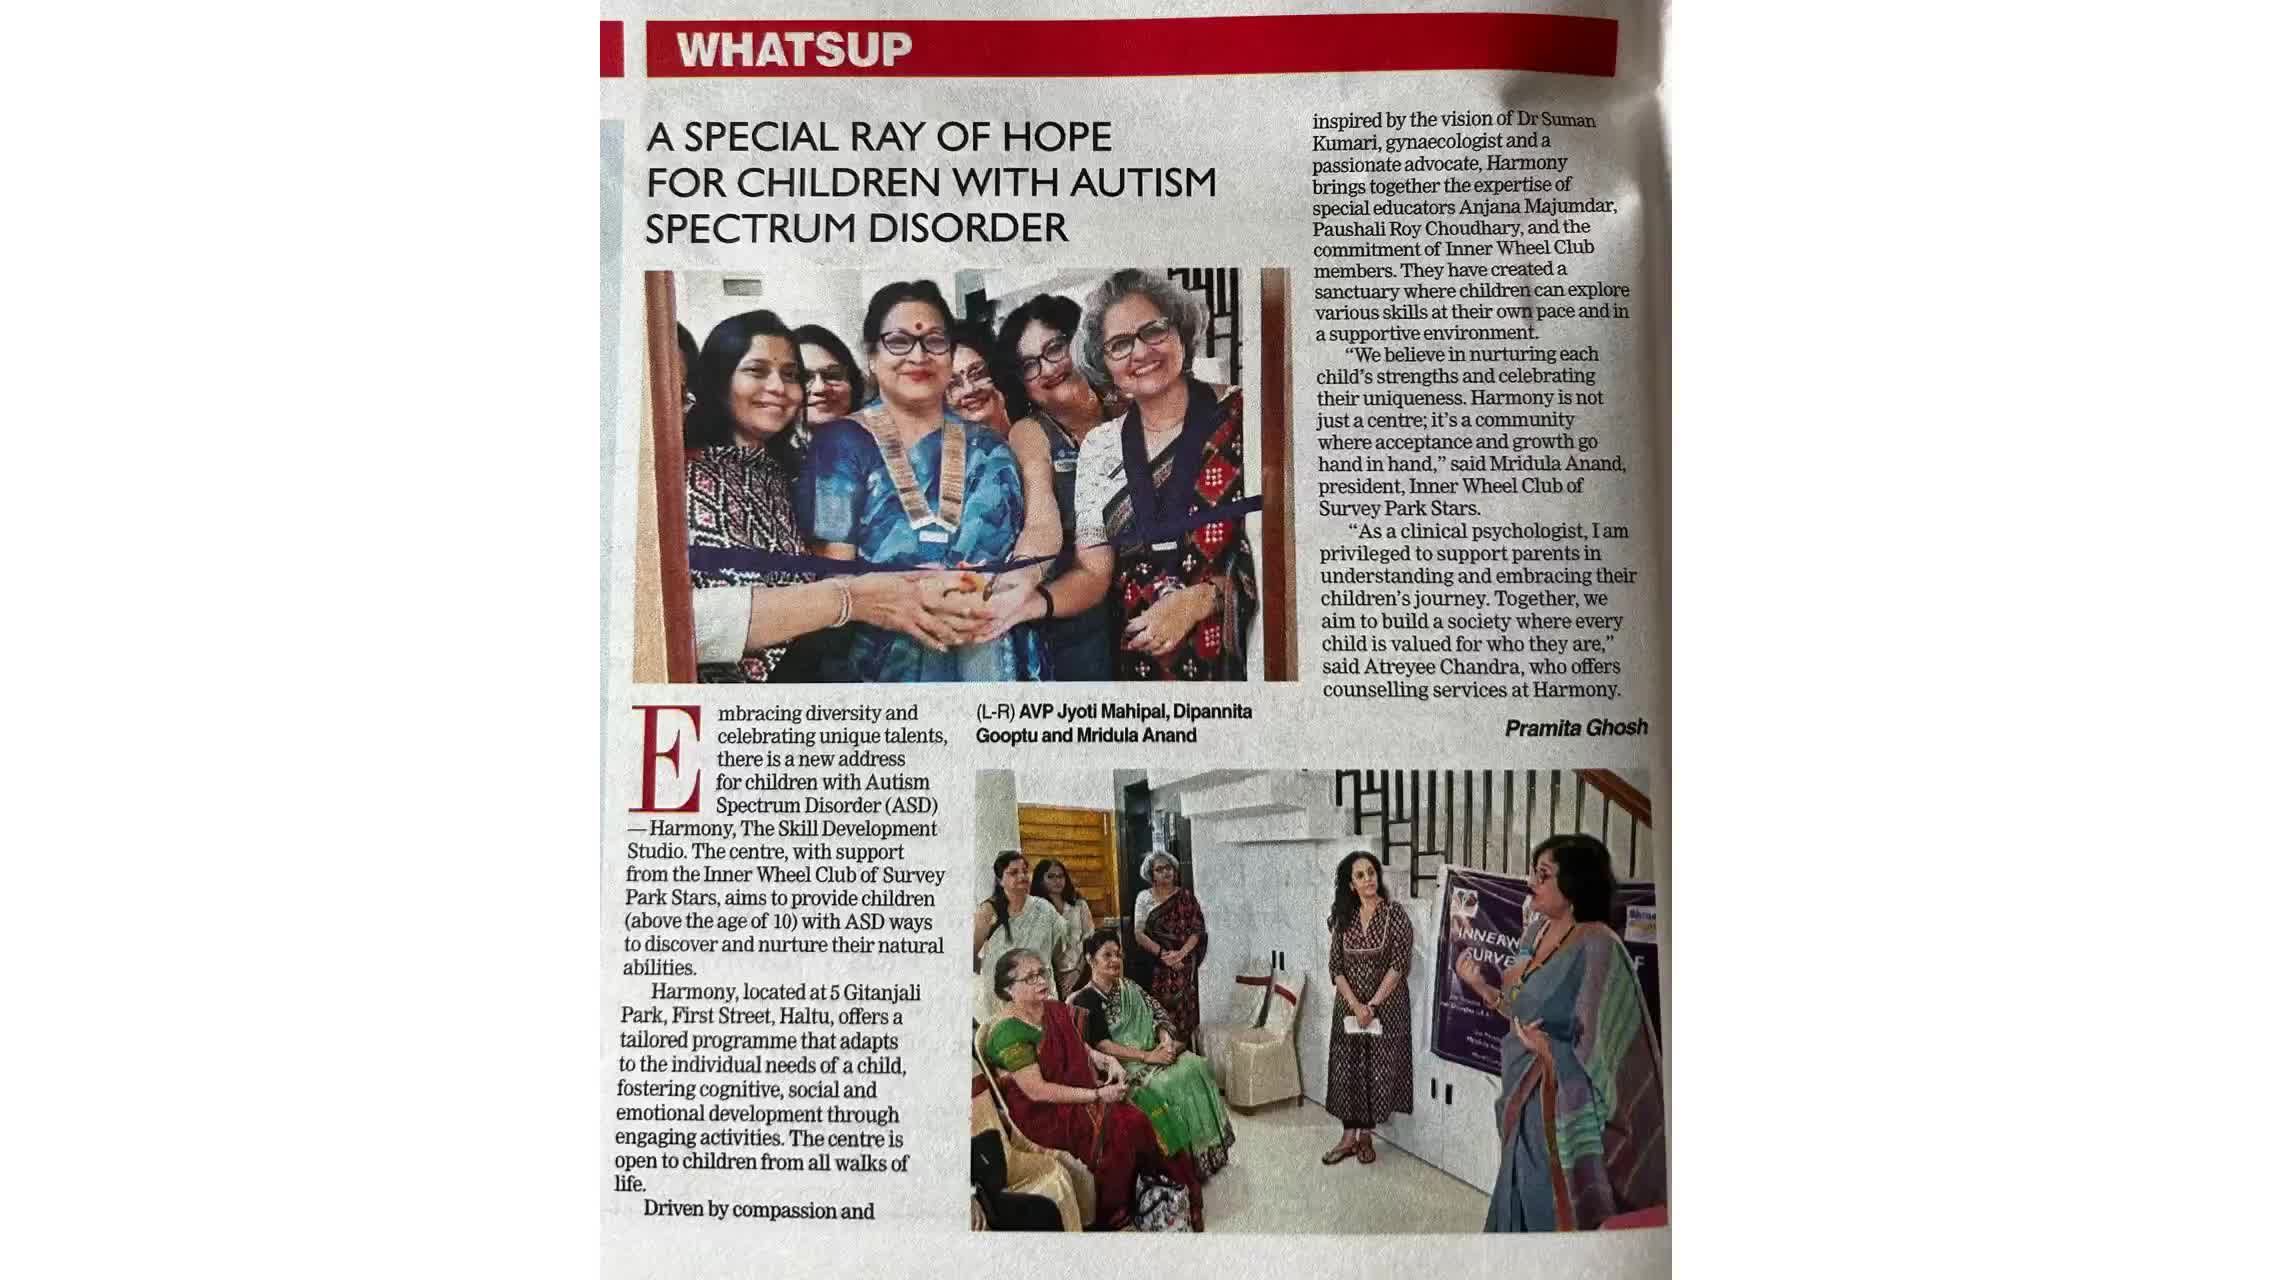 WHATSUP
A SPECIAL RAY OF HOPE
FOR CHILDREN WITH AUTISM
SPECTRUM DISORDER
(L-R) AVP Jyoti Mahipal, Dipannita
Gooptu and Mridula Anand
Embracing diversity and
celebrating unique talents,
there is a new address
for children with Autism
Spectrum Disorder (ASD)
— Harmony, The Skill Development
Studio. The centre, with support
from the Inner Wheel Club of Survey
Park Stars, aims to provide children
(above the age of 10) with ASD ways
to discover and nurture their natural
abilities.
Harmony, located at 5 Gitanjali
Park, First Street, Haltu, offers a
tailored programme that adapts
to the individual needs of a child,
fostering cognitive, social and
emotional development through
engaging activities. The centre is
open to children from all walks of
life.
Driven by compassion and
inspired by the vision of Dr Suman
Kumari, gynaecologist and a
passionate advocate, Harmony
brings together the expertise of
special educators Anjana Majumdar,
Paushali Roy Choudhary, and the
commitment of Inner Wheel Club
members. They have created a
sanctuary where children can explore
various skills at their own pace and in
a supportive environment.
“We believe in nurturing each
child’s strengths and celebrating
their uniqueness. Harmony is not
just a centre; it’s a community
where acceptance and growth go
hand in hand,” said Mridula Anand,
president, Inner Wheel Club of
Survey Park Stars.
“As a clinical psychologist, I am
privileged to support parents in
understanding and embracing their
children’s journey. Together, we
aim to build a society where every
child is valued for who they are,”
said Atreyee Chandra, who offers
counselling services at Harmony.
Pramita Ghosh
INNERW
SURVE
F